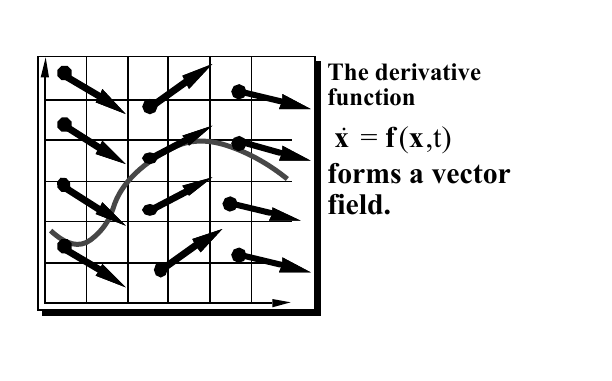 The derivative
function
ẋ = f(x,t)
forms a vector
field.